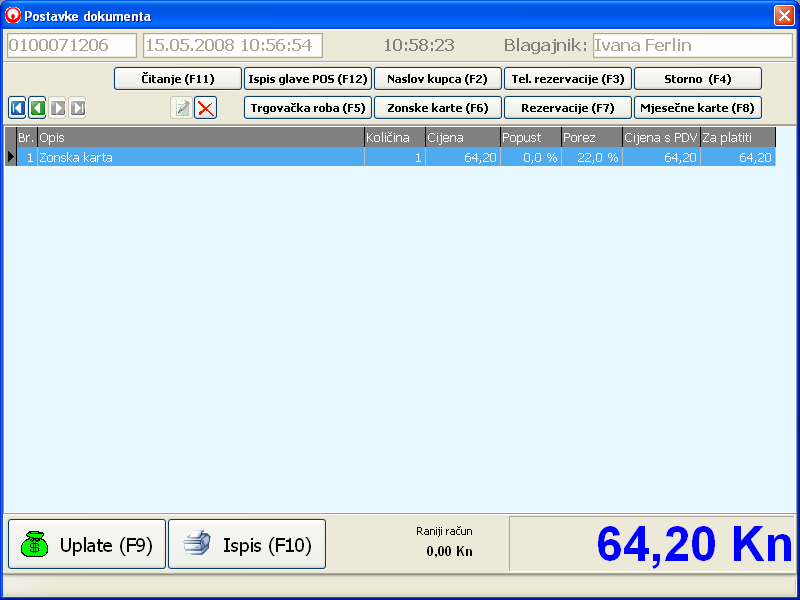 Postavke dokumenta
0100071206 15.05.2008 10:56:54 10:58:23 Blagajnik: Ivana Ferlin
Čitanje (F11) Ispis glave POS (F12) Naslov kupca (F2) Tel. rezervacije (F3) Storno (F4)
Trgovačka roba (F5) Zonske karte (F6) Rezervacije (F7) Mjesečne karte (F8)
Br. Opis Količina Cijena Popust Porez Cijena s PDV Za platiti
1 Zonska karta 1 64,20 0,0 % 22,0 % 64,20 64,20
Uplate (F9) Ispis (F10) Raniji račun 64,20 Kn
0,00 Kn